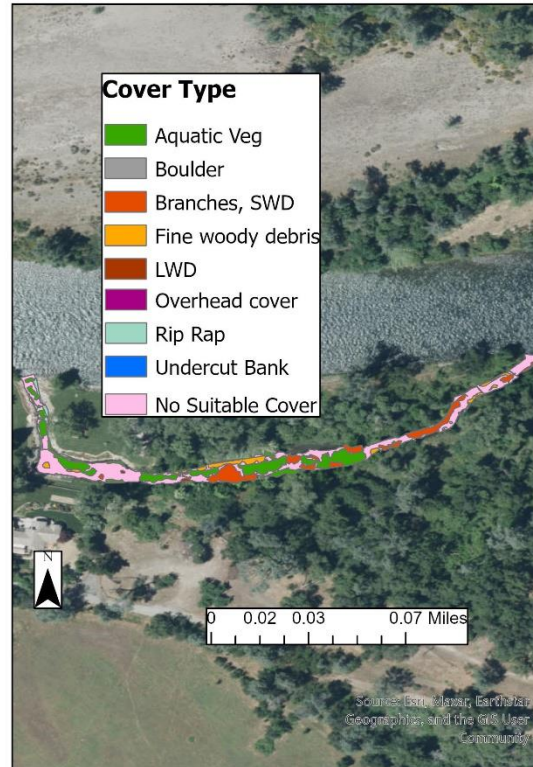 Cover Type
Aquatic Veg
Boulder
Branches, SWD
Fine woody debris
LWD
Overhead cover
Rip Rap
Undercut Bank
No Suitable Cover
N
0 0.02 0.03 0.07 Miles
Source: Esri, Maxar, Earthstar
Geographics, and the GIS User
Community